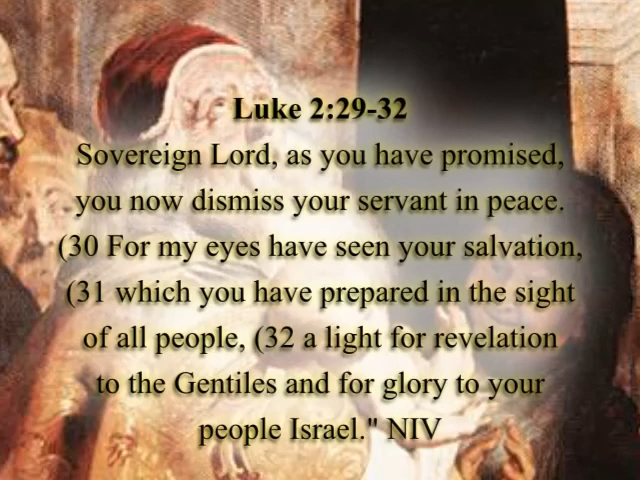 Luke 2:29-32
Sovereign Lord, as you have promised,
you now dismiss your servant in peace.
(30 For my eyes have seen your salvation,
(31 which you have prepared in the sight
of all people, (32 a light for revelation
to the Gentiles and for glory to your
people Israel." NIV